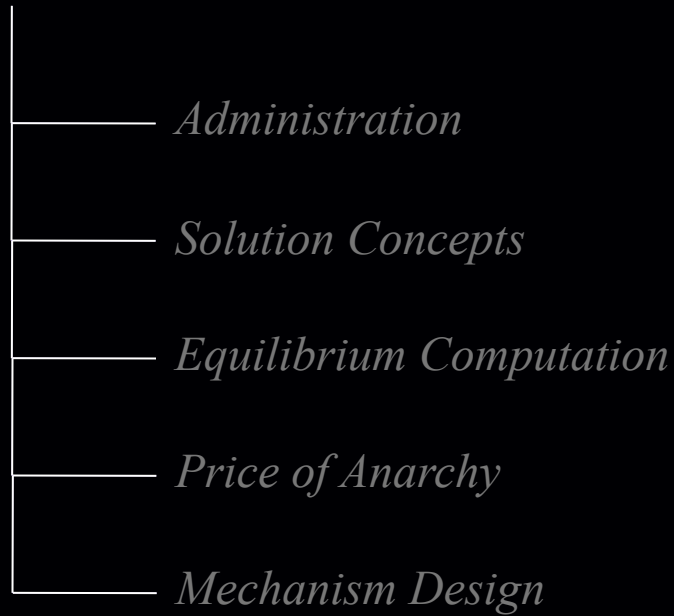 Administration
Solution Concepts
Equilibrium Computation
Price of Anarchy
Mechanism Design